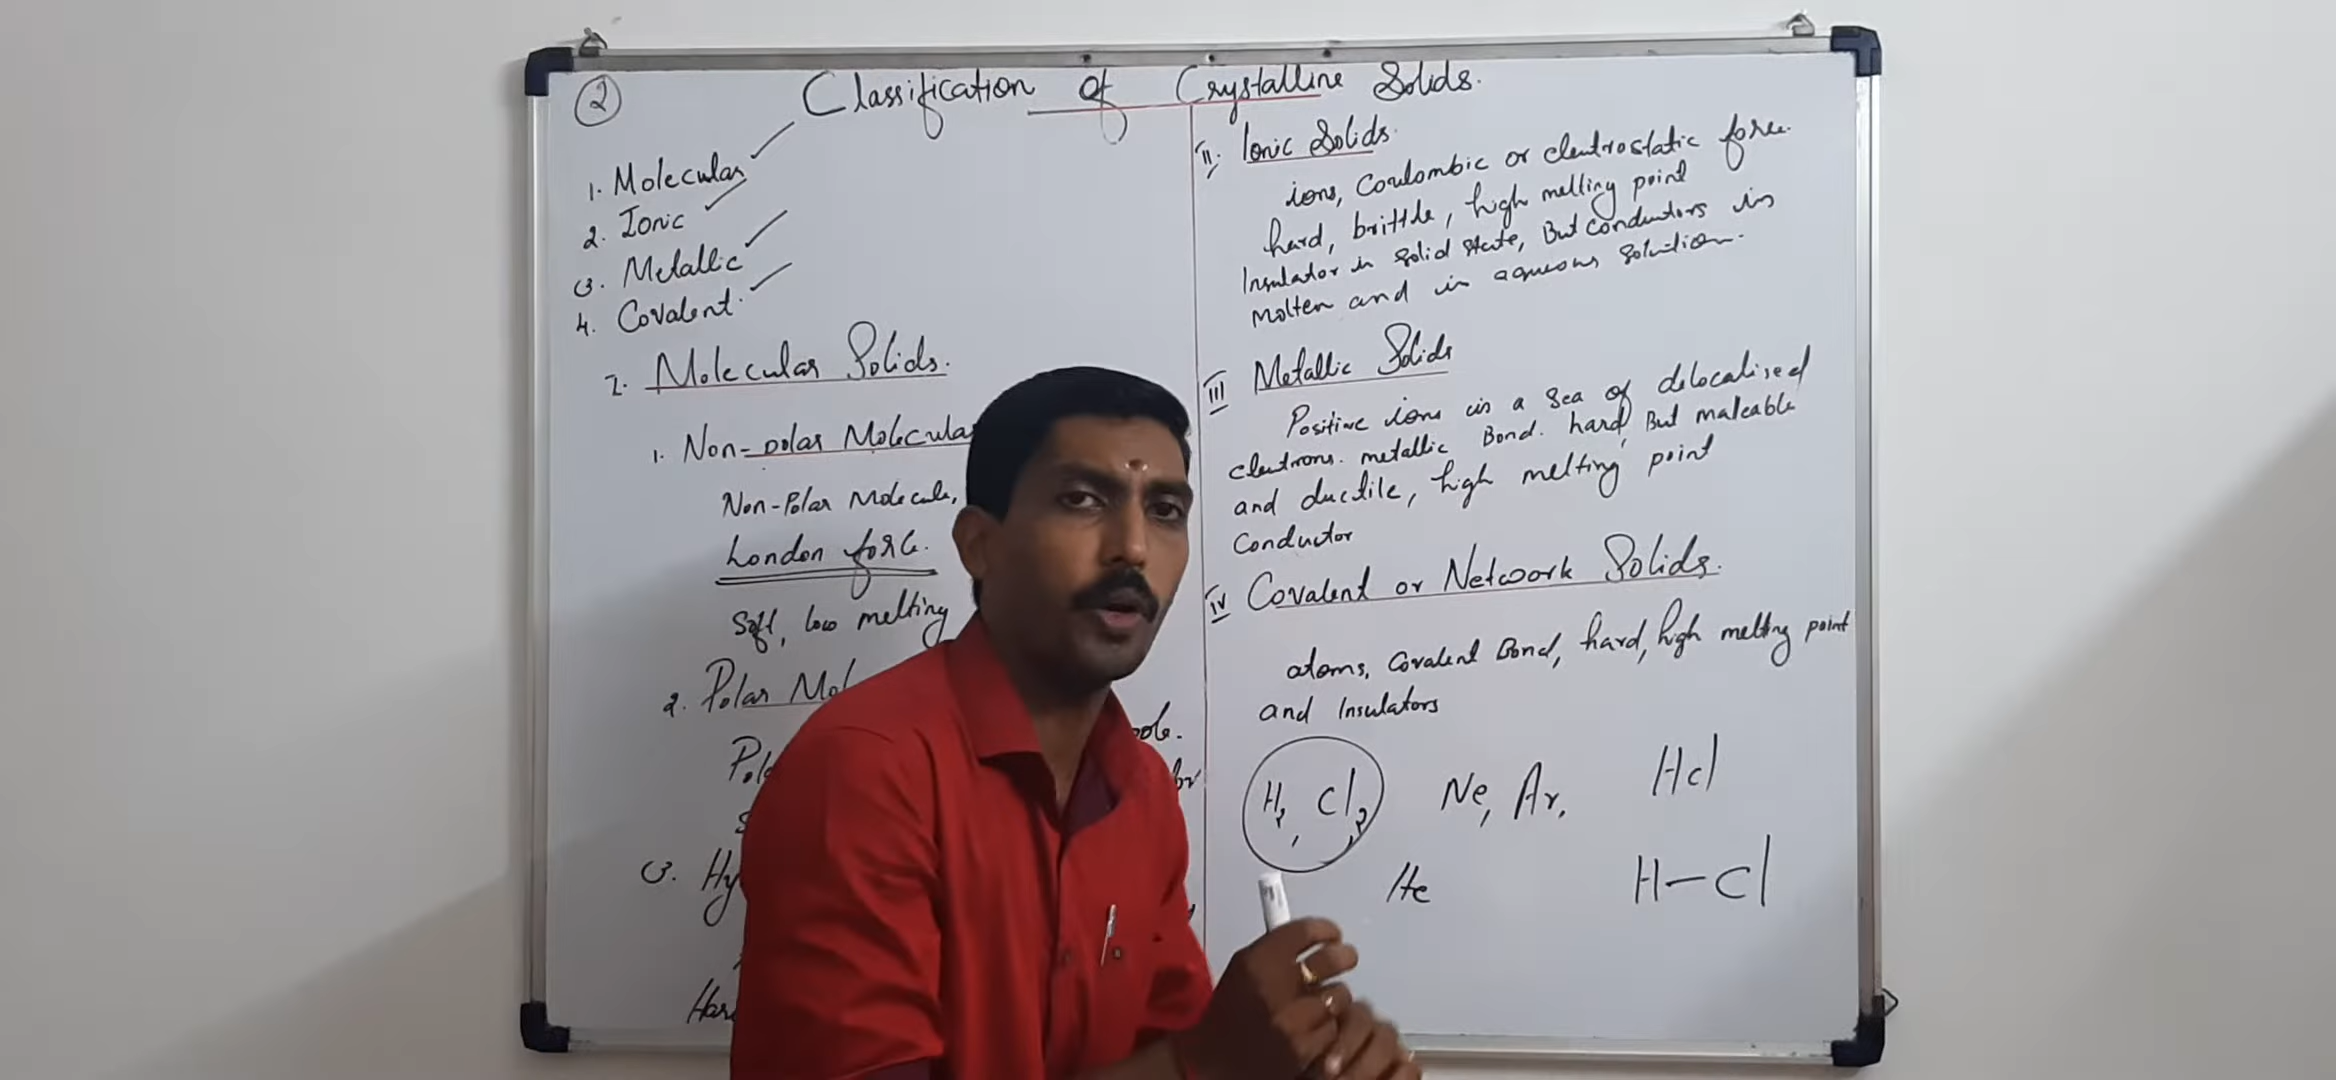 2
Classification of Crystalline Solids.
1. Molecular
2. Ionic
3. Metallic
4. Covalent.
I. Molecular Solids.
1. Non-polar Molecular
Non-Polar Molecule,
London force.
Soft, low melting
2. Polar Mol
Pola
3. Hy
Hard
II. Ionic Solids.
ions, Coulombic or electrostatic force.
hard, brittle, high melting point
Insulator in solid state, But conductors in
molten and in aqueous solution.
III Metallic Solids
Positive ions in a sea of delocalised
electrons. metallic Bond. hard, But maleable
and ductile, high melting point
conductor
IV Covalent or Network Solids.
atoms, Covalent Bond, hard, high melting point
and Insulators
H2, Cl2, Ne, Ar, Hcl
He H-Cl